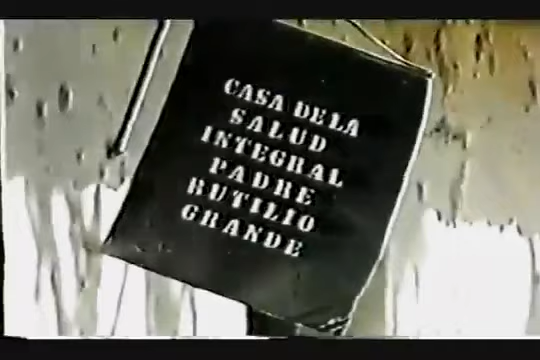 CASA DE LA
SALUD
INTEGRAL
PADRE
RUTILIO
GRANDE